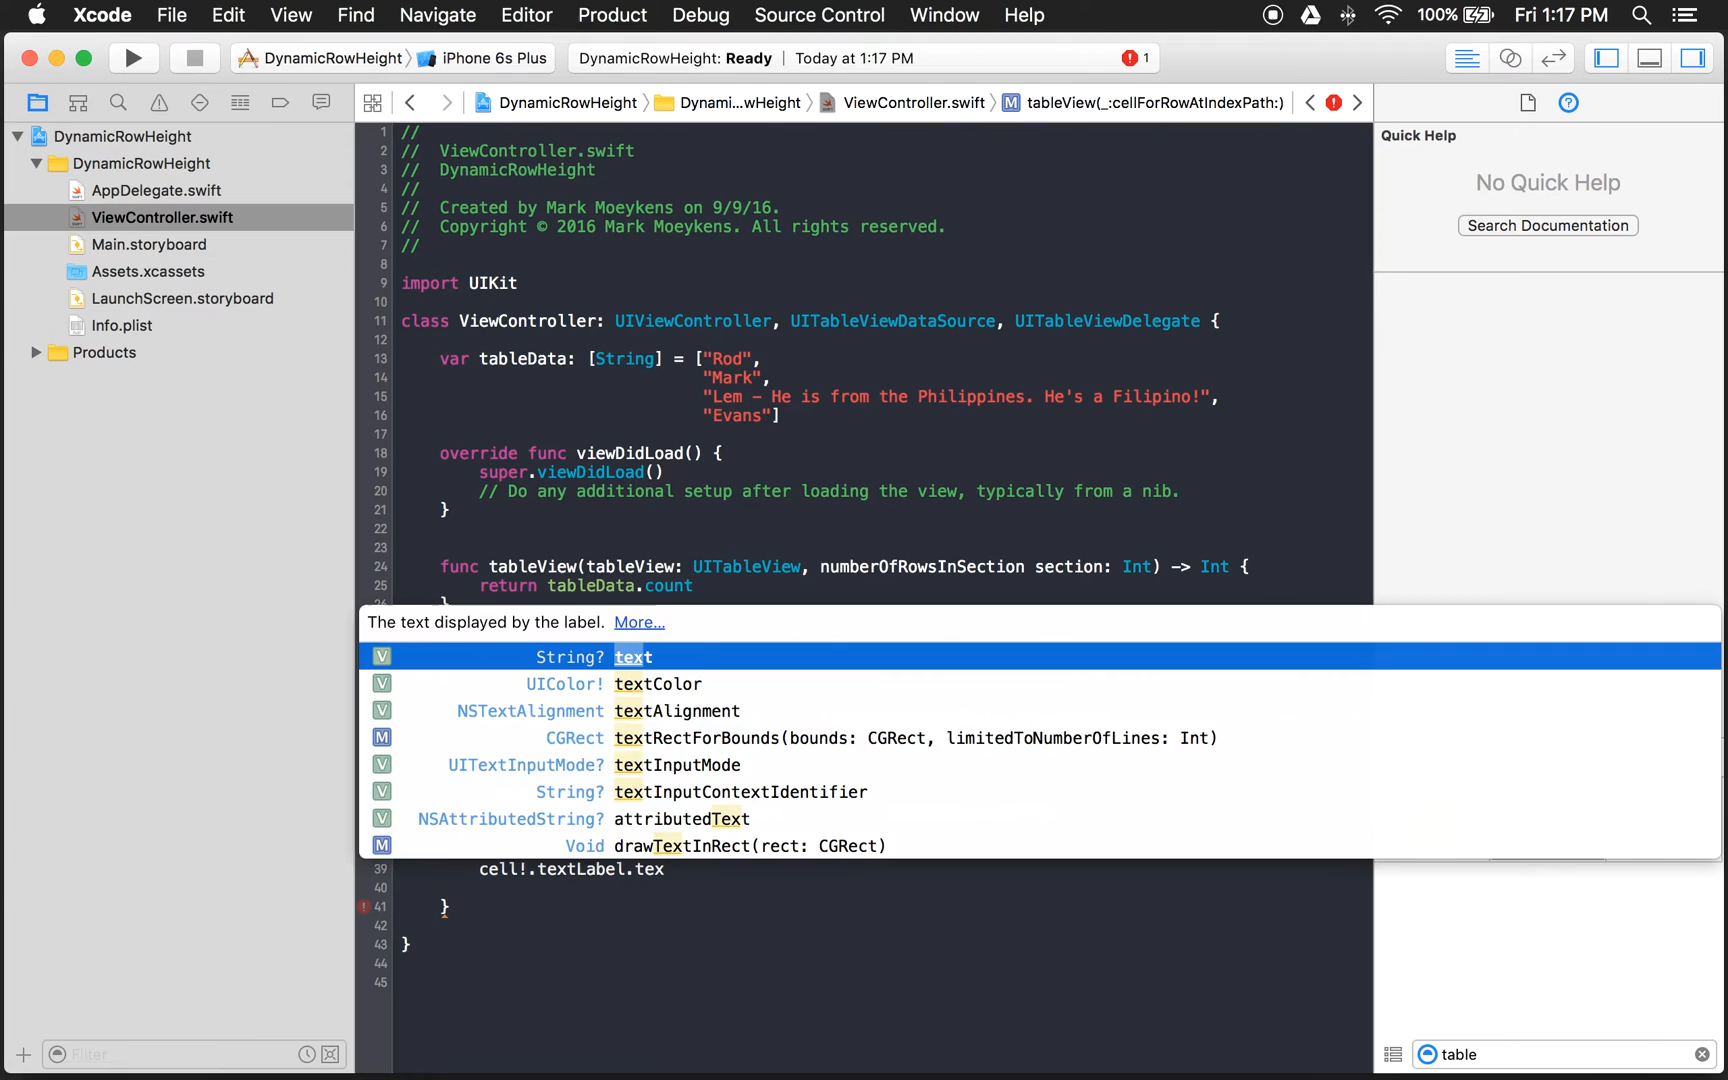 Xcode File Edit View Find Navigate Editor Product Debug Source Control Window Help 100% Fri 1:17 PM
DynamicRowHeight iPhone 6s Plus DynamicRowHeight: Ready Today at 1:17 PM 1
DynamicRowHeight Dynami...wHeight ViewController.swift M tableView(_:cellForRowAtIndexPath:)
DynamicRowHeight
DynamicRowHeight
AppDelegate.swift
ViewController.swift
Main.storyboard
Assets.xcassets
LaunchScreen.storyboard
Info.plist
Products
Filter
1 //
2 // ViewController.swift
3 // DynamicRowHeight
4 //
5 // Created by Mark Moeykens on 9/9/16.
6 // Copyright © 2016 Mark Moeykens. All rights reserved.
7 //
8
9 import UIKit
10
11 class ViewController: UIViewController, UITableViewDataSource, UITableViewDelegate {
12
13 var tableData: [String] = ["Rod",
14 "Mark",
15 "Lem - He is from the Philippines. He's a Filipino!",
16 "Evans"]
17
18 override func viewDidLoad() {
19 super.viewDidLoad()
20 // Do any additional setup after loading the view, typically from a nib.
21 }
22
23
24 func tableView(tableView: UITableView, numberOfRowsInSection section: Int) -> Int {
25 return tableData.count
The text displayed by the label. More...
V String? text
V UIColor! textColor
V NSTextAlignment textAlignment
M CGRect textRectForBounds(bounds: CGRect, limitedToNumberOfLines: Int)
V UITextInputMode? textInputMode
V String? textInputContextIdentifier
V NSAttributedString? attributedText
M Void drawTextInRect(rect: CGRect)
39 cell!.textLabel.tex
40
41 }
42
43 }
44
45
Quick Help
No Quick Help
Search Documentation
table